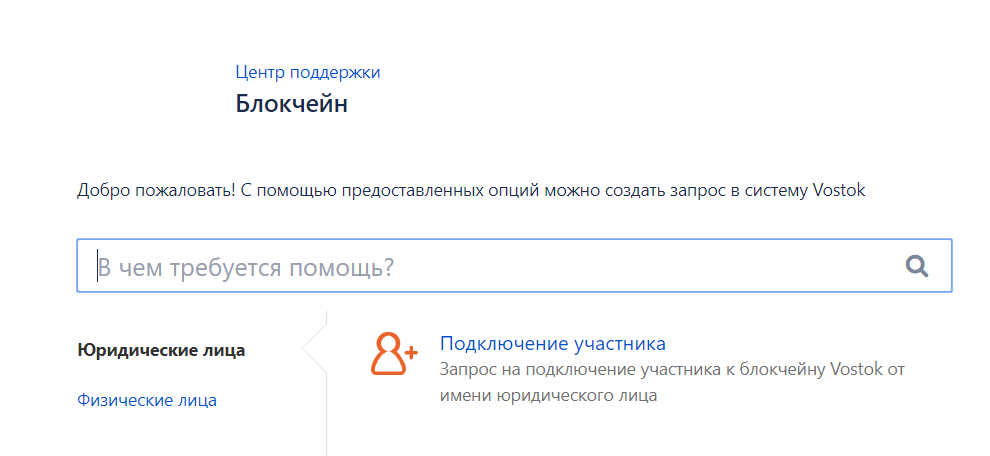 Центр поддержки
Блокчейн
Добро пожаловать! С помощью предоставленных опций можно создать запрос в систему Vostok
В чем требуется помощь?
Юридические лица
Физические лица
Подключение участника
Запрос на подключение участника к блокчейну Vostok от
имени юридического лица